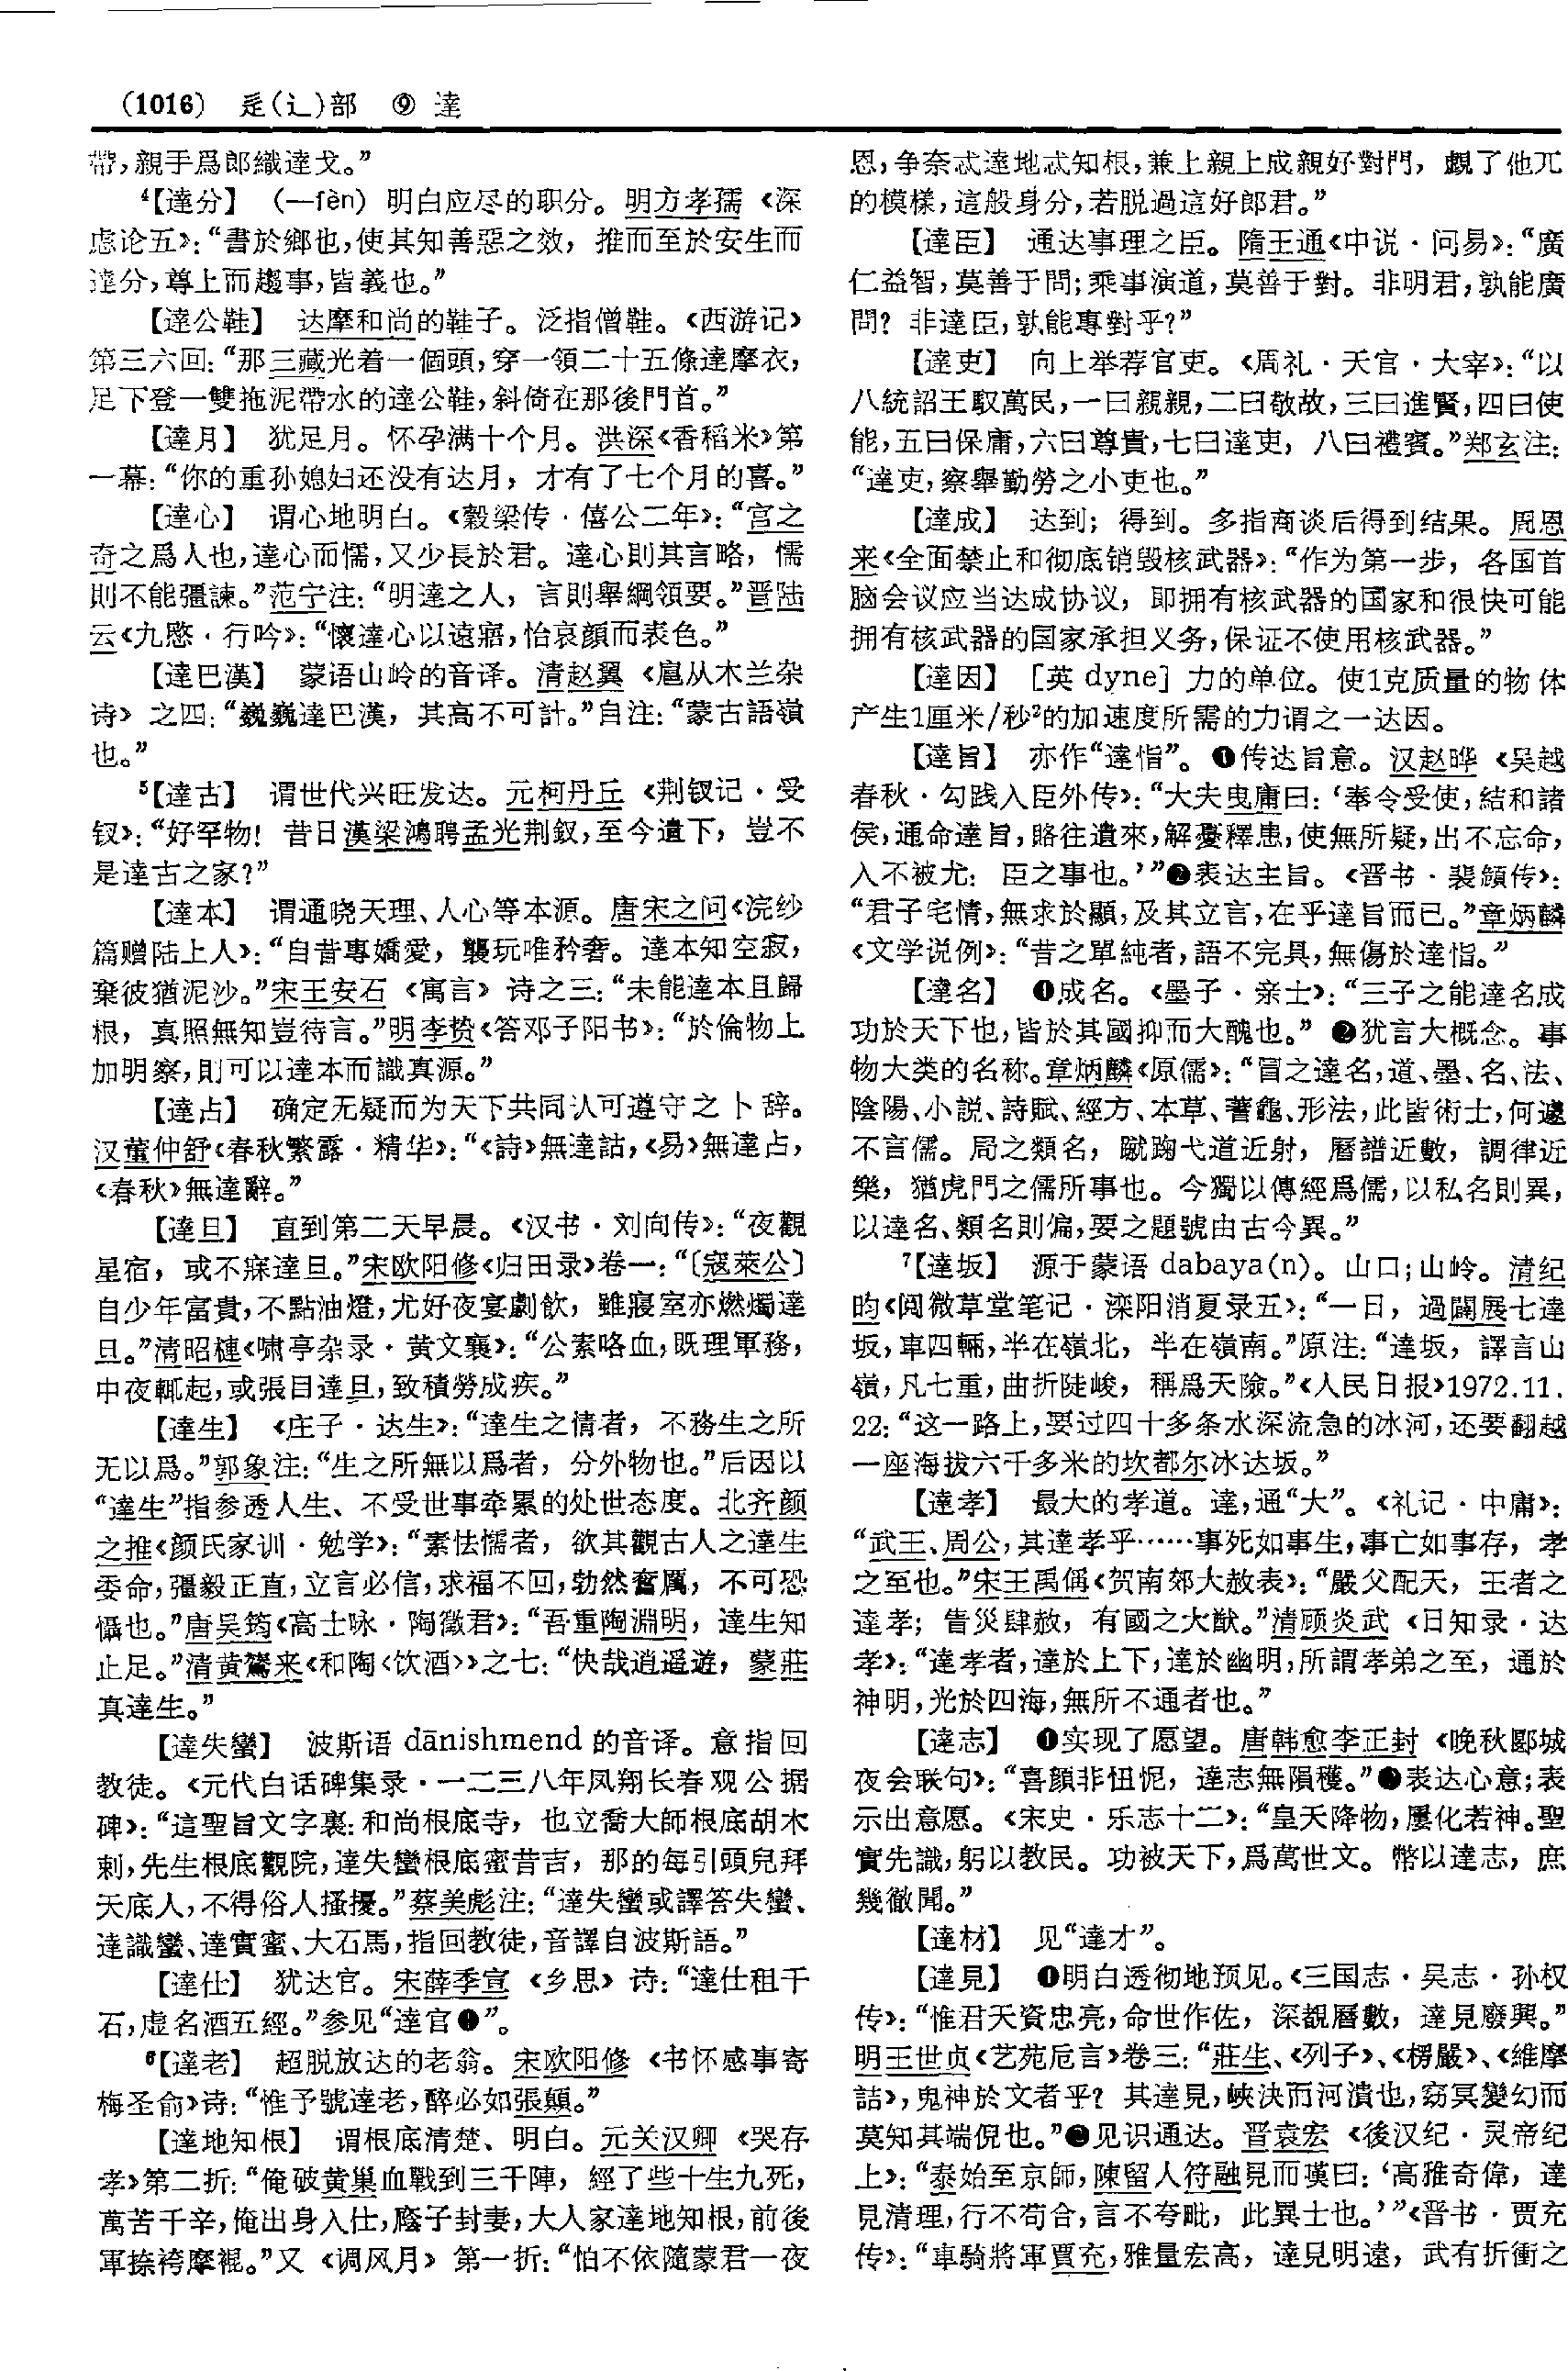 (1016) 辵(辶)部 ⑨ 達
帶，親手爲郎織達戈。”
⁴【達分】 (—fèn) 明白应尽的职分。明方孝孺《深
虑论五》：“書於鄉也，使其知善惡之效，推而至於安生而
達分，尊上而趨事，皆義也。”
【達公鞋】 达摩和尚的鞋子。泛指僧鞋。《西游记》
第三六回：“那三藏光着一個頭，穿一領二十五條達摩衣，
足下登一雙拖泥帶水的達公鞋，斜倚在那後門首。”
【達月】 犹足月。怀孕满十个月。洪深《香稻米》第
一幕：“你的重孙媳妇还没有达月，才有了七个月的喜。”
【達心】 谓心地明白。《穀梁传·僖公二年》：“宫之
奇之爲人也，達心而懦，又少長於君。達心則其言略，懦
則不能彊諫。”范宁注：“明達之人，言則舉綱領要。”晋陆
云《九愍·行吟》：“懷達心以遠寤，怡哀顔而表色。”
【達巴漢】 蒙语山岭的音译。清赵翼《扈从木兰杂
诗》之四：“巍巍達巴漢，其高不可計。”自注：“蒙古語嶺
也。”
⁵【達古】 谓世代兴旺发达。元柯丹丘《荆钗记·受
钗》：“好罕物！昔日漢梁鴻聘孟光荆釵，至今遺下，豈不
是達古之家?”
【達本】 谓通晓天理、人心等本源。唐宋之问《浣纱
篇赠陆上人》：“自昔專嬌愛，襲玩唯矜奢。達本知空寂，
棄彼猶泥沙。”宋王安石《寓言》诗之三：“未能達本且歸
根，真照無知豈待言。”明李贽《答邓子阳书》：“於倫物上
加明察，則可以達本而識真源。”
【達占】 确定无疑而为天下共同认可遵守之卜辞。
汉董仲舒《春秋繁露·精华》：“《詩》無達詁，《易》無達占，
《春秋》無達辭。”
【達旦】 直到第二天早晨。《汉书·刘向传》：“夜觀
星宿，或不寐達旦。”宋欧阳修《归田录》卷一：“〔寇萊公〕
自少年富貴，不點油燈，尤好夜宴劇飲，雖寢室亦燃燭達
旦。”清昭槤《啸亭杂录·黄文襄》：“公素咯血，既理軍務，
中夜輒起，或張目達旦，致積勞成疾。”
【達生】 《庄子·达生》：“達生之情者，不務生之所
无以爲。”郭象注：“生之所無以爲者，分外物也。”后因以
“達生”指参透人生、不受世事牵累的处世态度。北齐颜
之推《颜氏家训·勉学》：“素怯懦者，欲其觀古人之達生
委命，彊毅正直，立言必信，求福不回，勃然奮厲，不可恐
懾也。”唐吴筠《高士咏·陶徵君》：“吾重陶淵明，達生知
止足。”清黄鷟来《和陶〈饮酒〉》之七：“快哉逍遥遊，蒙莊
真達生。”
【達失蠻】 波斯语 dānishmend 的音译。意指回
教徒。《元代白话碑集录·一二三八年凤翔长春观公据
碑》：“這聖旨文字裏：和尚根底寺，也立喬大師根底胡木
剌，先生根底觀院，達失蠻根底蜜昔吉，那的每引頭兒拜
天底人，不得俗人搔擾。”蔡美彪注：“達失蠻或譯答失蠻、
達識蠻、達實蜜、大石馬，指回教徒，音譯自波斯語。”
【達仕】 犹达官。宋薛季宣《乡思》诗：“達仕租千
石，虚名酒五經。”参见“達官❶”。
⁶【達老】 超脱放达的老翁。宋欧阳修《书怀感事寄
梅圣俞》诗：“惟予號達老，醉必如張顛。”
【達地知根】 谓根底清楚、明白。元关汉卿《哭存
孝》第二折：“俺破黄巢血戰到三千陣，經了些十生九死，
萬苦千辛，俺出身入仕，廕子封妻，大人家達地知根，前後
軍捺袴摩裩。”又《调风月》第一折：“怕不依隨蒙君一夜
恩，争奈忒達地忒知根，兼上親上成親好對門，覷了他兀
的模樣，這般身分，若脱過這好郎君。”
【達臣】 通达事理之臣。隋王通《中说·问易》：“廣
仁益智，莫善于問；乘事演道，莫善于對。非明君，孰能廣
問？非達臣，孰能專對乎?”
【達吏】 向上举荐官吏。《周礼·天官·大宰》：“以
八統詔王馭萬民，一曰親親，二曰敬故，三曰進賢，四曰使
能，五曰保庸，六曰尊貴，七曰達吏，八曰禮賓。”郑玄注：
“達吏，察舉勤勞之小吏也。”
【達成】 达到；得到。多指商谈后得到结果。周恩
来《全面禁止和彻底销毁核武器》：“作为第一步，各国首
脑会议应当达成协议，即拥有核武器的国家和很快可能
拥有核武器的国家承担义务，保证不使用核武器。”
【達因】 [英 dyne] 力的单位。使1克质量的物体
产生1厘米/秒²的加速度所需的力谓之一达因。
【達旨】 亦作“達恉”。❶传达旨意。汉赵晔《吴越
春秋·勾践入臣外传》：“大夫曳庸曰：‘奉令受使，結和諸
侯，通命達旨，賂往遺來，解憂釋患，使無所疑，出不忘命，
入不被尤：臣之事也。’”❷表达主旨。《晋书·裴頠传》：
“君子宅情，無求於顯，及其立言，在乎達旨而已。”章炳麟
《文学说例》：“昔之單純者，語不完具，無傷於達恉。”
【達名】 ❶成名。《墨子·亲士》：“三子之能達名成
功於天下也，皆於其國抑而大醜也。” ❷犹言大概念。事
物大类的名称。章炳麟《原儒》：“冒之達名，道、墨、名、法、
陰陽、小説、詩賦、經方、本草、蓍龜、形法，此皆術士，何遽
不言儒。局之類名，蹴踘弋道近射，曆譜近數，調律近
樂，猶虎門之儒所事也。今獨以傳經爲儒，以私名則異，
以達名、類名則偏，要之題號由古今異。”
⁷【達坂】 源于蒙语 dabaya(n)。山口；山岭。清纪
昀《阅微草堂笔记·滦阳消夏录五》：“一日，過闢展七達
坂，車四輛，半在嶺北，半在嶺南。”原注：“達坂，譯言山
嶺，凡七重，曲折陡峻，稱爲天險。”《人民日报》1972.11.
22：“这一路上，要过四十多条水深流急的冰河，还要翻越
一座海拔六千多米的坎都尔冰达坂。”
【達孝】 最大的孝道。達，通“大”。《礼记·中庸》：
“武王、周公，其達孝乎……事死如事生，事亡如事存，孝
之至也。”宋王禹偁《贺南郊大赦表》：“嚴父配天，王者之
達孝；眚災肆赦，有國之大猷。”清顾炎武《日知录·达
孝》：“達孝者，達於上下，達於幽明，所謂孝弟之至，通於
神明，光於四海，無所不通者也。”
【達志】 ❶实现了愿望。唐韩愈李正封《晚秋郾城
夜会联句》：“喜顔非忸怩，達志無隕穫。”❷表达心意；表
示出意愿。《宋史·乐志十二》：“皇天降物，屢化若神。聖
實先識，躬以教民。功被天下，爲萬世文。幣以達志，庶
幾徹聞。”
【達材】 见“達才”。
【達見】 ❶明白透彻地预见。《三国志·吴志·孙权
传》：“惟君天資忠亮，命世作佐，深覩曆數，達見廢興。”
明王世贞《艺苑卮言》卷三：“莊生、《列子》、《楞嚴》、《維摩
詰》，鬼神於文者乎？其達見，峽決而河潰也，窈冥變幻而
莫知其端倪也。”❷见识通达。晋袁宏《後汉纪·灵帝纪
上》：“泰始至京師，陳留人符融見而嘆曰：‘高雅奇偉，達
見清理，行不苟合，言不夸毗，此異士也。’”《晋书·贾充
传》：“車騎將軍賈充，雅量宏高，達見明遠，武有折衝之